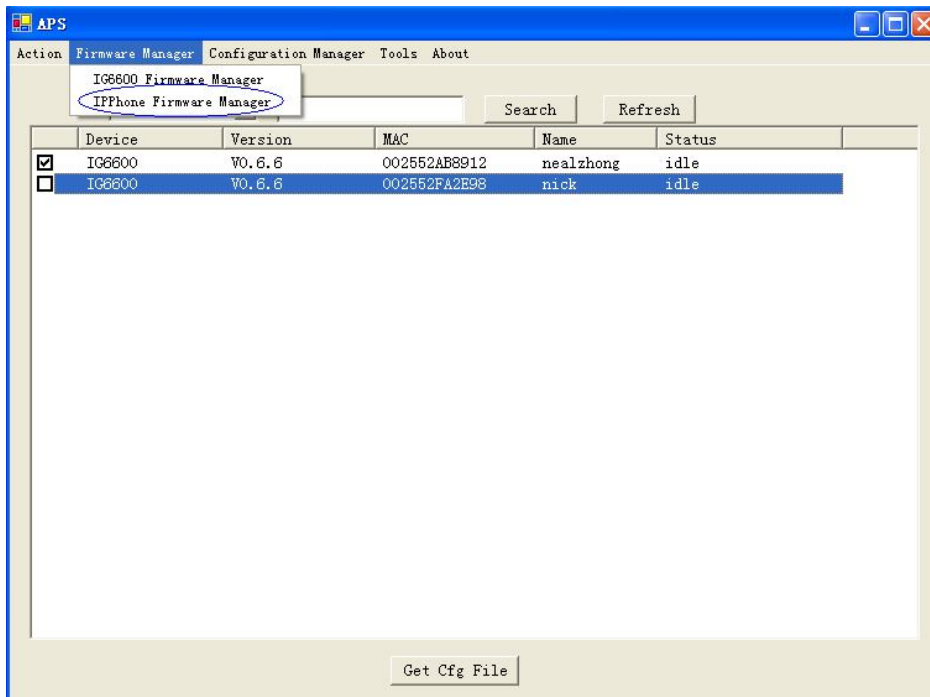 APS
Action Firmware Manager Configuration Manager Tools About
IG6600 Firmware Manager
IPPhone Firmware Manager
Search Refresh
Device Version MAC Name Status
IG6600 V0.6.6 002552AB8912 nealzhong idle
IG6600 V0.6.6 002552FA2E98 nick idle
Get Cfg File